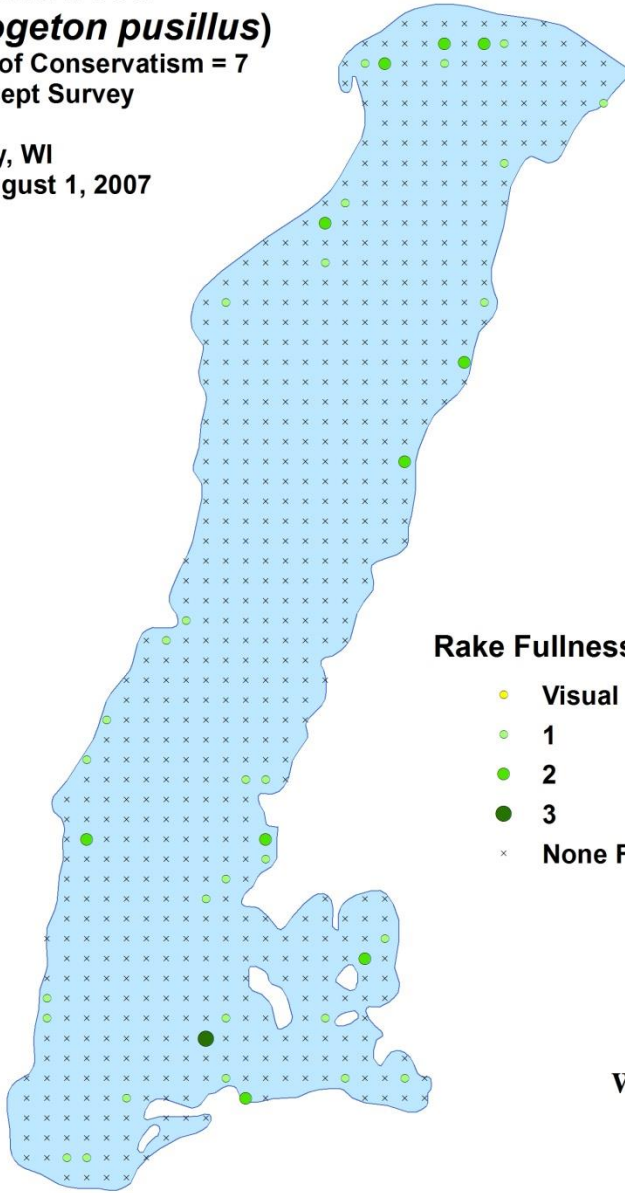 ogeton pusillus)
of Conservatism = 7
ept Survey
y, WI
gust 1, 2007
Rake Fullness
Visual
1
2
3
None F